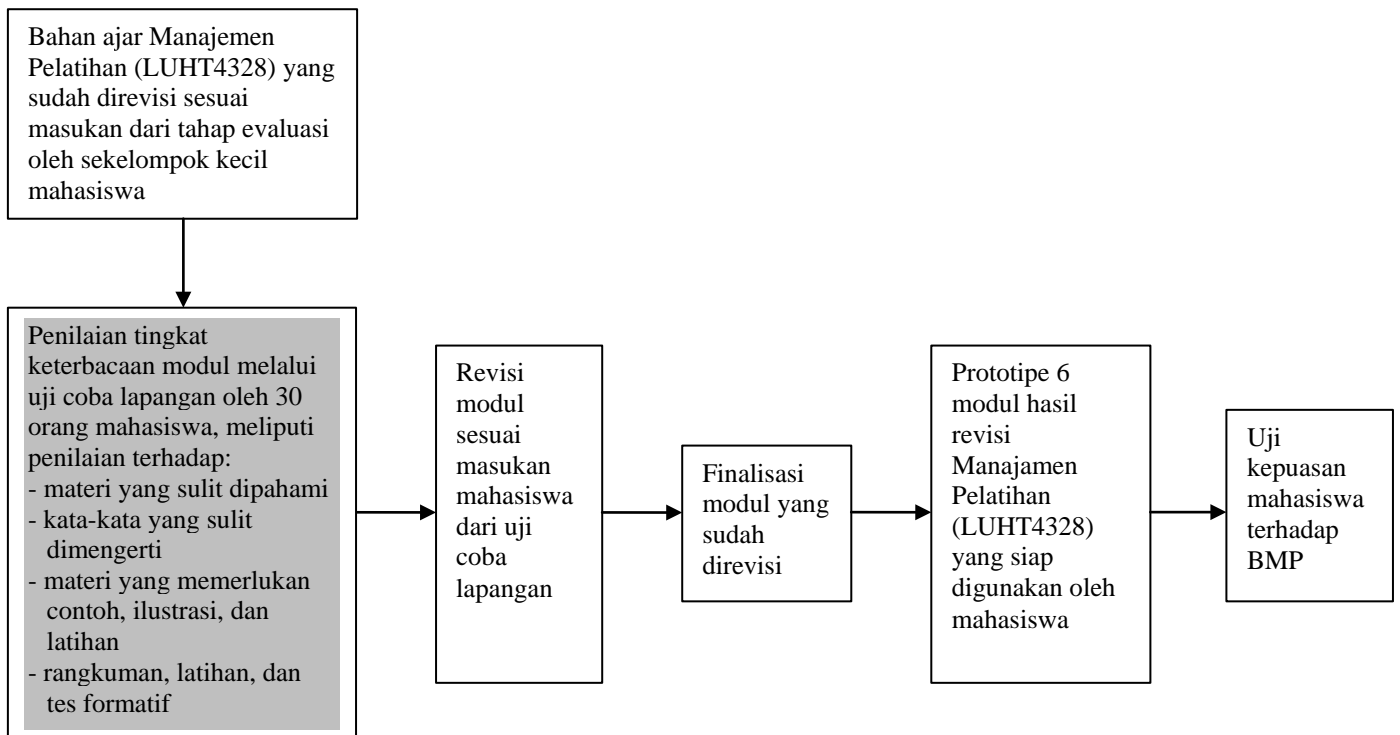 Bahan ajar Manajemen
Pelatihan (LUHT4328) yang
sudah direvisi sesuai
masukan dari tahap evaluasi
oleh sekelompok kecil
mahasiswa
Penilaian tingkat
keterbacaan modul melalui
uji coba lapangan oleh 30
orang mahasiswa, meliputi
penilaian terhadap:
- materi yang sulit dipahami
- kata-kata yang sulit
dimengerti
- materi yang memerlukan
contoh, ilustrasi, dan
latihan
- rangkuman, latihan, dan
tes formatif
Revisi
modul
sesuai
masukan
mahasiswa
dari uji
coba
lapangan
Finalisasi
modul yang
sudah
direvisi
Prototipe 6
modul hasil
revisi
Manajamen
Pelatihan
(LUHT4328)
yang siap
digunakan oleh
mahasiswa
Uji
kepuasan
mahasiswa
terhadap
BMP